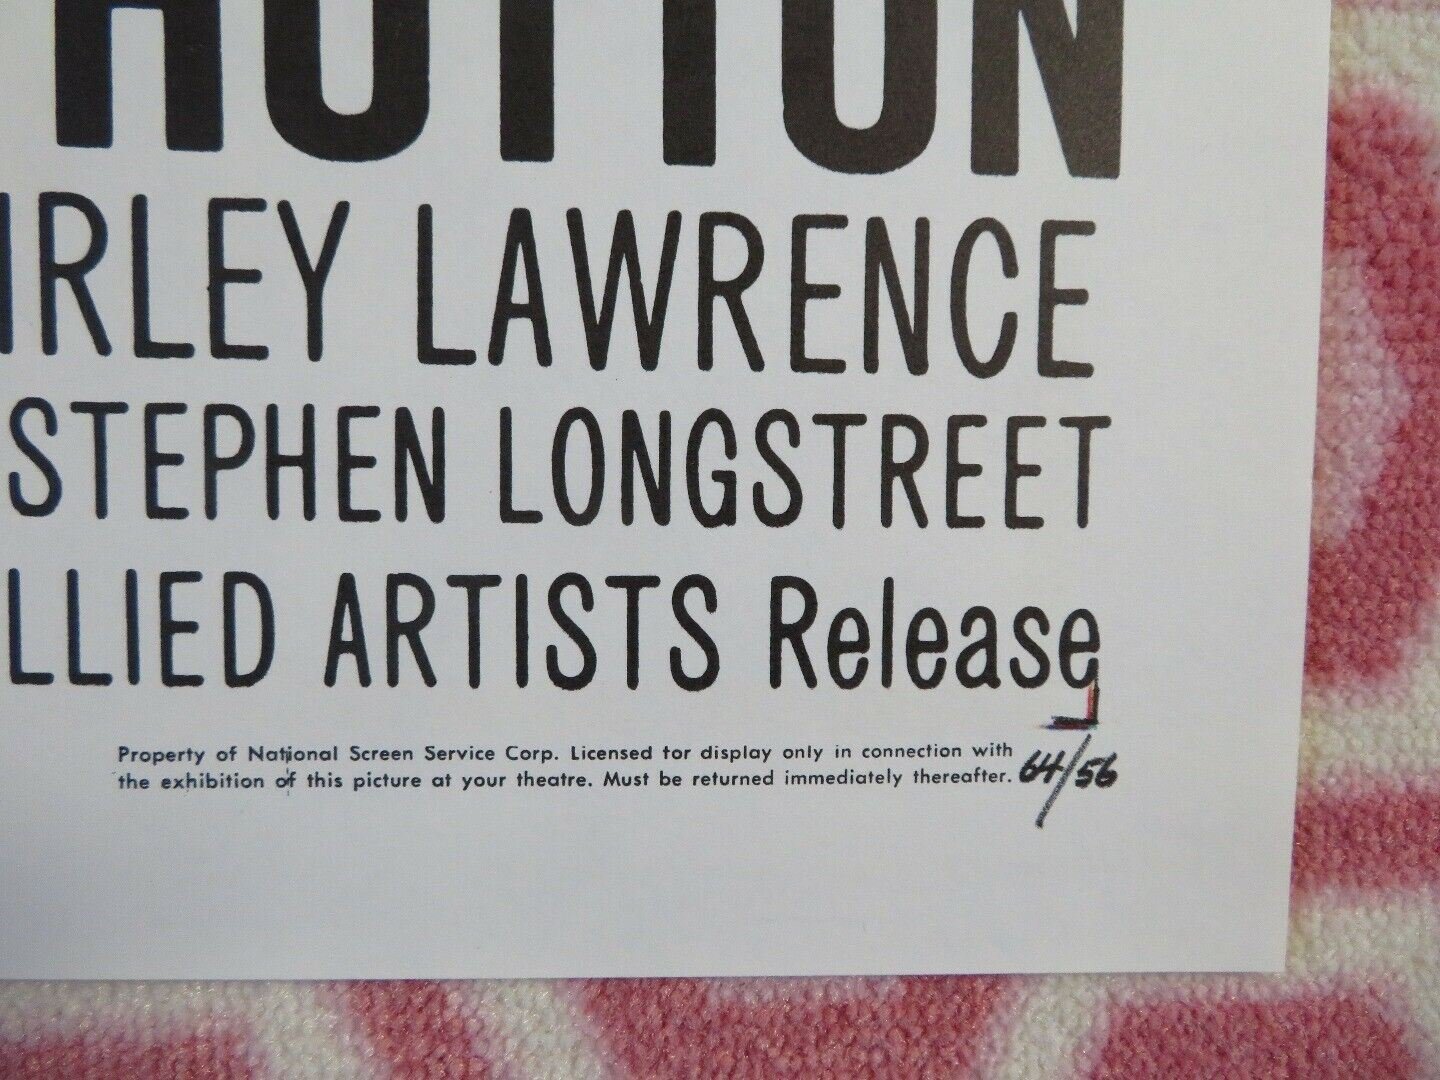 HUTTON
IRLEY LAWRENCE
STEPHEN LONGSTREET
LLIED ARTISTS Release
Property of National Screen Service Corp. Licensed for display only in connection with
the exhibition of this picture at your theatre. Must be returned immediately thereafter. 64/56